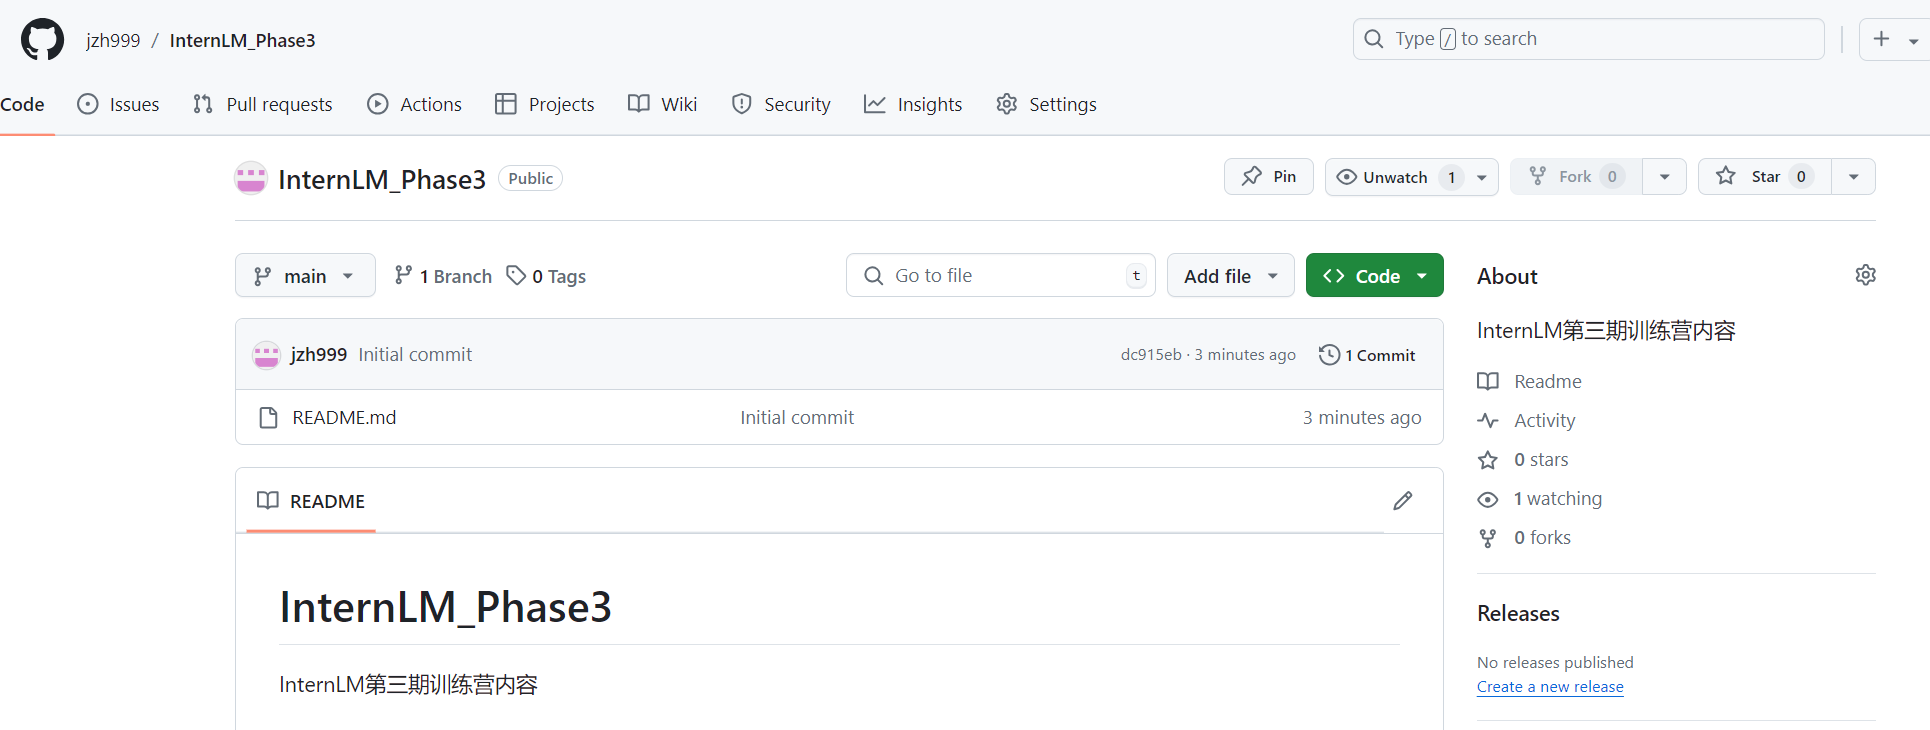 jzh999 / InternLM_Phase3
Type / to search
Code Issues Pull requests Actions Projects Wiki Security Insights Settings
InternLM_Phase3 Public
Pin Unwatch 1 Fork 0 Star 0
main 1 Branch 0 Tags Go to file t Add file Code
jzh999 Initial commit dc915eb · 3 minutes ago 1 Commit
README.md Initial commit 3 minutes ago
README
InternLM_Phase3
InternLM第三期训练营内容
About
InternLM第三期训练营内容
Readme
Activity
0 stars
1 watching
0 forks
Releases
No releases published
Create a new release